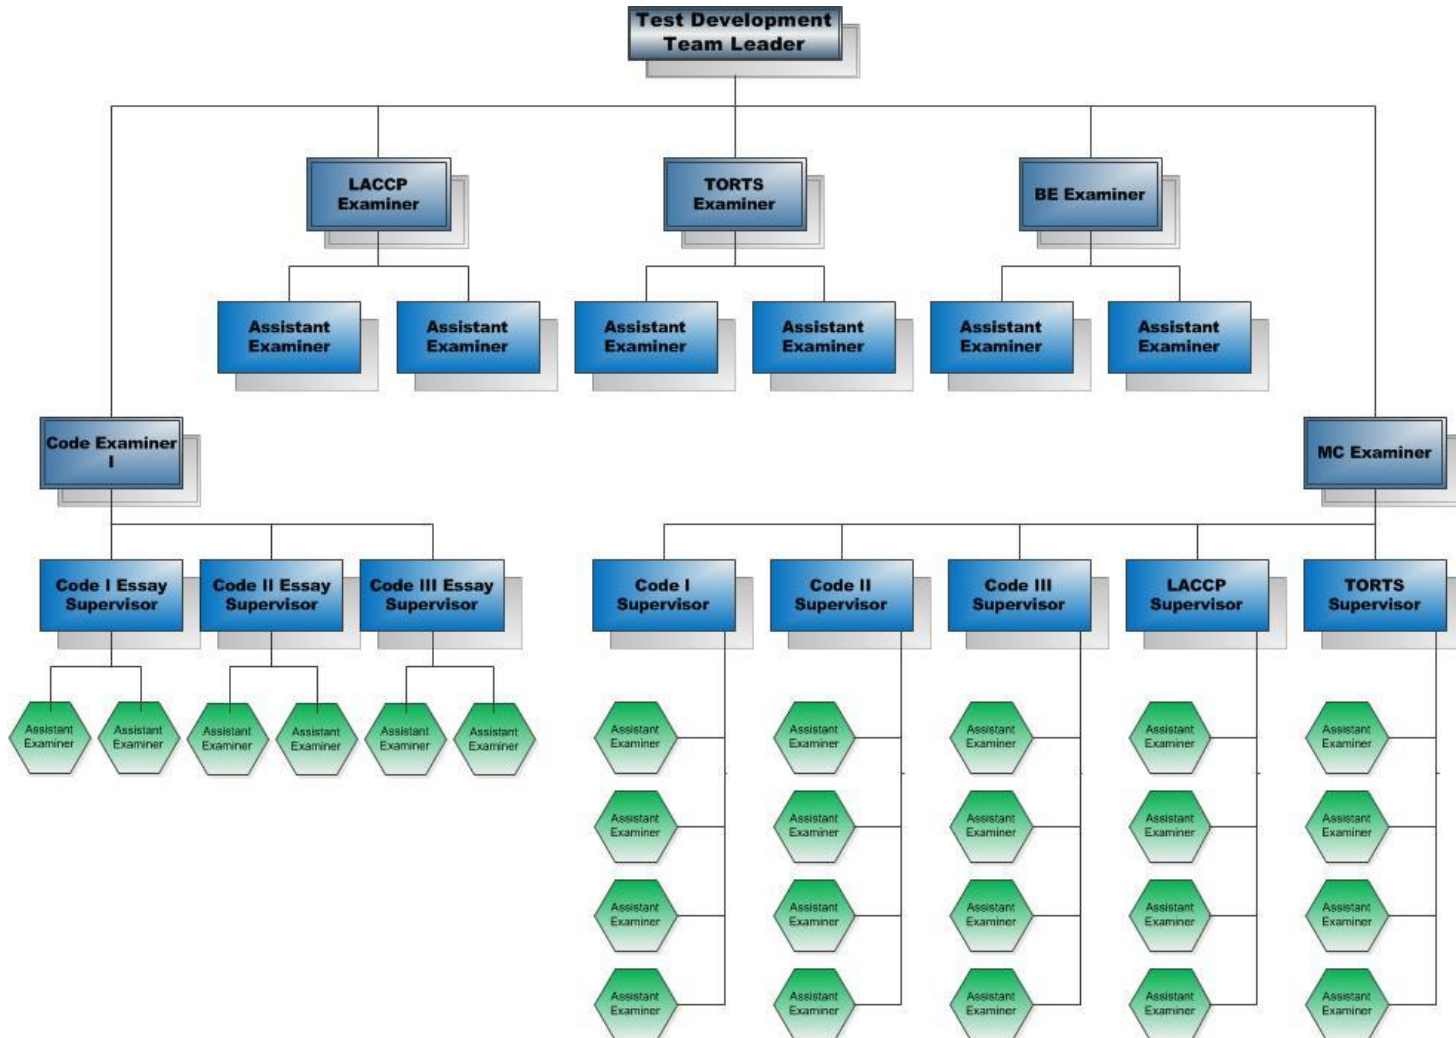 Test Development
Team Leader
LACCP
Examiner
TORTS
Examiner
BE Examiner
Assistant
Examiner
Assistant
Examiner
Assistant
Examiner
Assistant
Examiner
Assistant
Examiner
Assistant
Examiner
Code Examiner
I
MC Examiner
Code I Essay
Supervisor
Code II Essay
Supervisor
Code III Essay
Supervisor
Code I
Supervisor
Code II
Supervisor
Code III
Supervisor
LACCP
Supervisor
TORTS
Supervisor
Assistant
Examiner
Assistant
Examiner
Assistant
Examiner
Assistant
Examiner
Assistant
Examiner
Assistant
Examiner
Assistant
Examiner
Assistant
Examiner
Assistant
Examiner
Assistant
Examiner
Assistant
Examiner
Assistant
Examiner
Assistant
Examiner
Assistant
Examiner
Assistant
Examiner
Assistant
Examiner
Assistant
Examiner
Assistant
Examiner
Assistant
Examiner
Assistant
Examiner
Assistant
Examiner
Assistant
Examiner
Assistant
Examiner
Assistant
Examiner
Assistant
Examiner
Assistant
Examiner